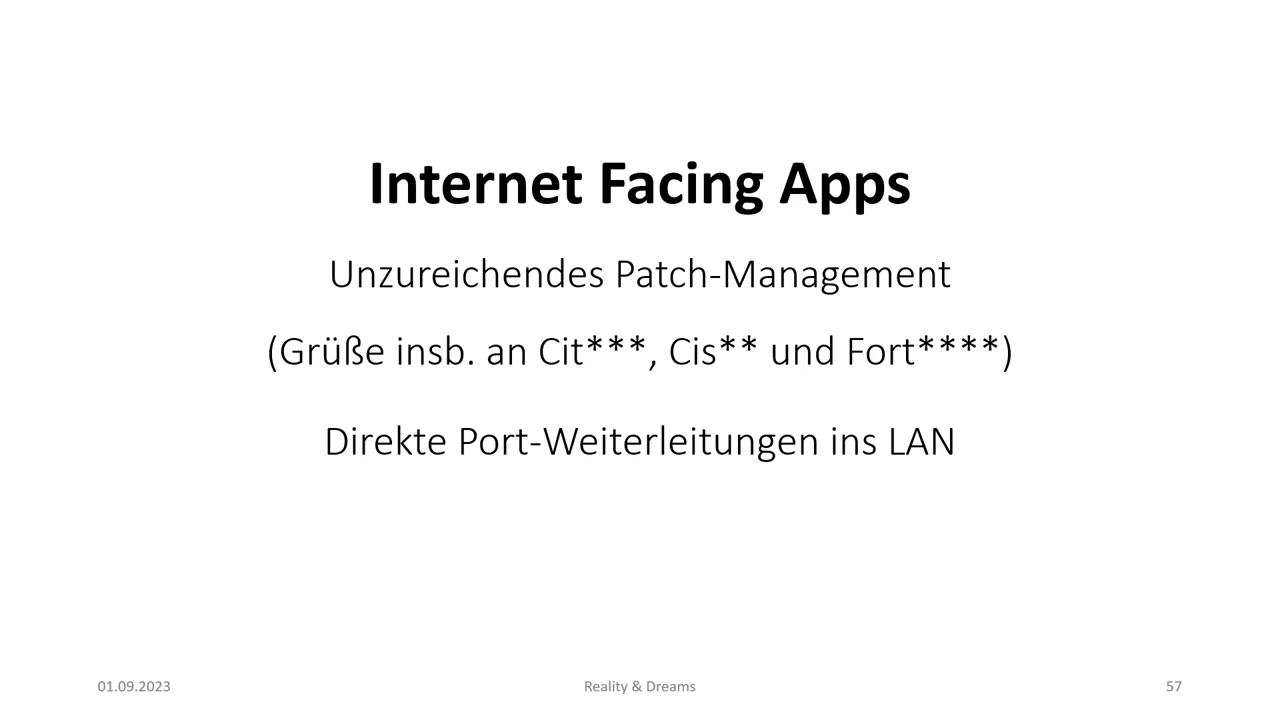 Internet Facing Apps
Unzureichendes Patch-Management
(Grüße insb. an Cit***, Cis** und Fort****)
Direkte Port-Weiterleitungen ins LAN
01.09.2023
Reality & Dreams
57